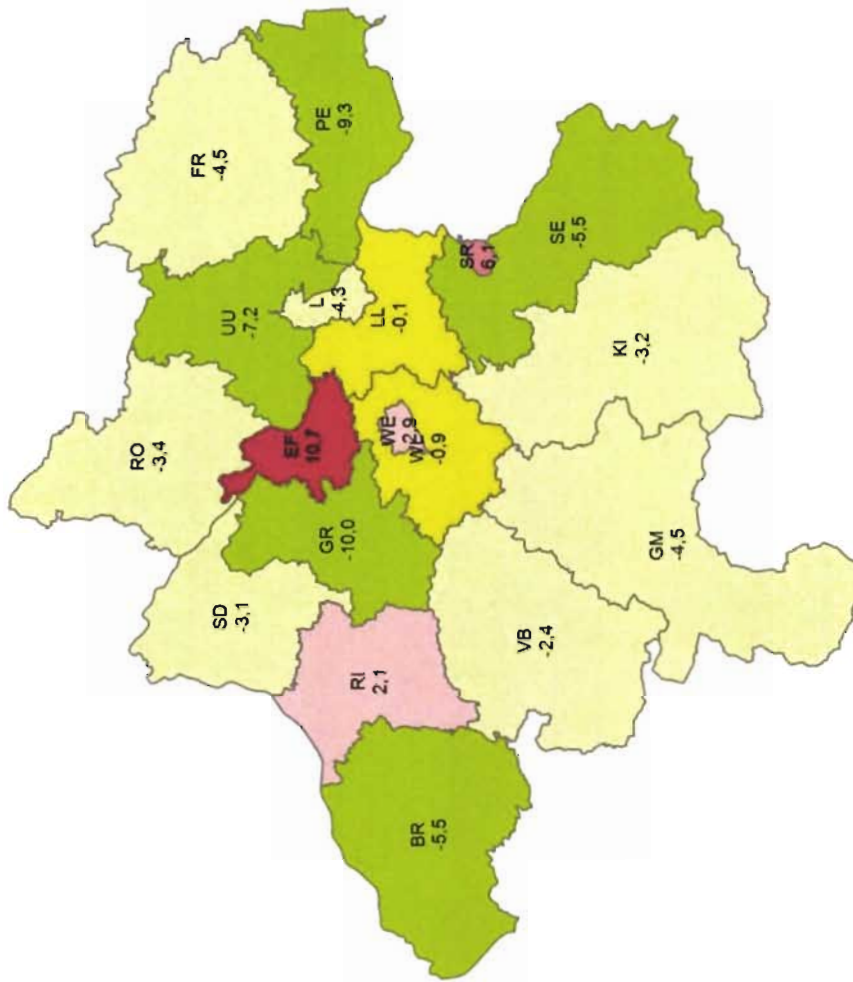 RO
-3,4
FR
-4,5
SD
-3,1
UU
-7,2
EF
10,7
L
-4,3
PE
-9,3
GR
-10,0
RI
2,1
LL
-0,1
WE
2,9
WE
-0,9
BR
-5,5
SR
6,1
VB
-2,4
SE
-5,5
KI
-3,2
GM
-4,5